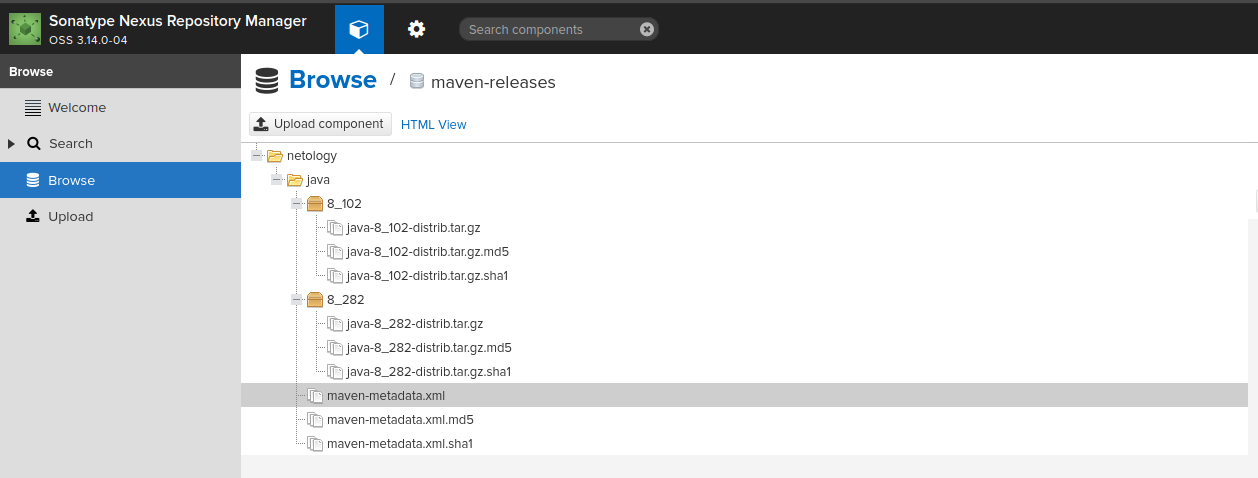 Sonatype Nexus Repository Manager
OSS 3.14.0-04
Search components
Browse
Welcome
Search
Browse
Upload
Browse / maven-releases
Upload component HTML View
netology
java
8_102
java-8_102-distrib.tar.gz
java-8_102-distrib.tar.gz.md5
java-8_102-distrib.tar.gz.sha1
8_282
java-8_282-distrib.tar.gz
java-8_282-distrib.tar.gz.md5
java-8_282-distrib.tar.gz.sha1
maven-metadata.xml
maven-metadata.xml.md5
maven-metadata.xml.sha1